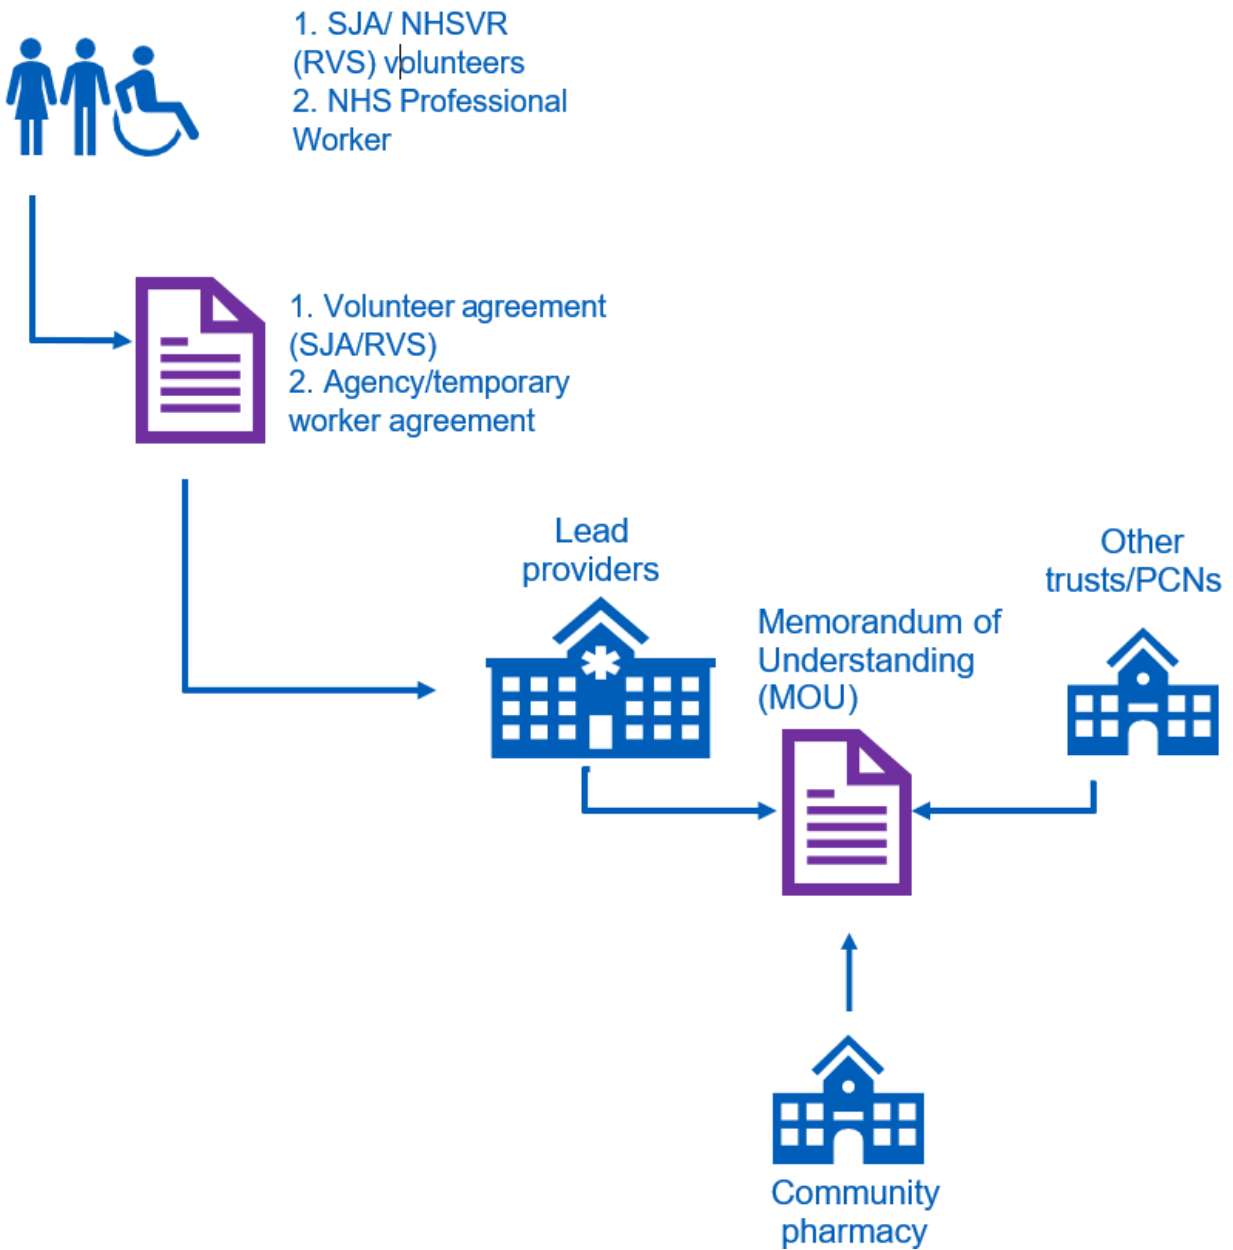 1. SJA/ NHSVR
(RVS) volunteers
2. NHS Professional
Worker
1. Volunteer agreement
(SJA/RVS)
2. Agency/temporary
worker agreement
Lead
providers
Other
trusts/PCNs
Memorandum of
Understanding
(MOU)
Community
pharmacy